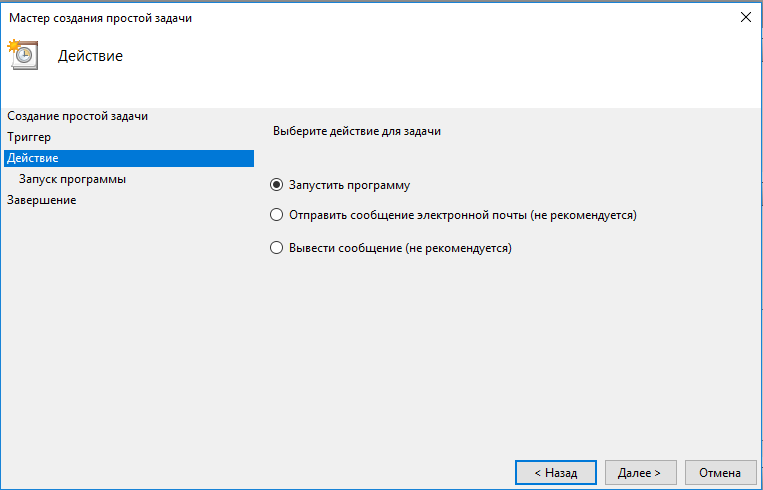 Мастер создания простой задачи
Действие
Создание простой задачи
Триггер
Действие
Запуск программы
Завершение
Выберите действие для задачи
Запустить программу
Отправить сообщение электронной почты (не рекомендуется)
Вывести сообщение (не рекомендуется)
< Назад
Далее >
Отмена